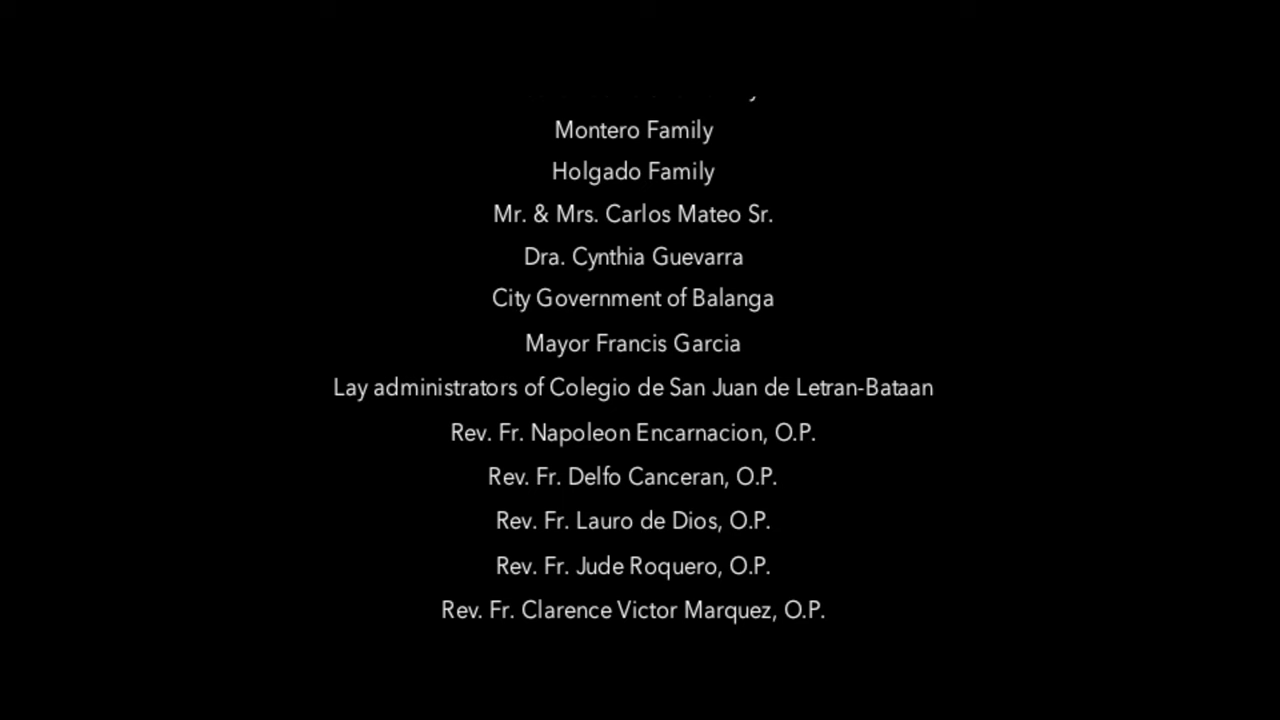 Montero Family
Holgado Family
Mr. & Mrs. Carlos Mateo Sr.
Dra. Cynthia Guevarra
City Government of Balanga
Mayor Francis Garcia
Lay administrators of Colegio de San Juan de Letran-Bataan
Rev. Fr. Napoleon Encarnacion, O.P.
Rev. Fr. Delfo Canceran, O.P.
Rev. Fr. Lauro de Dios, O.P.
Rev. Fr. Jude Roquero, O.P.
Rev. Fr. Clarence Victor Marquez, O.P.